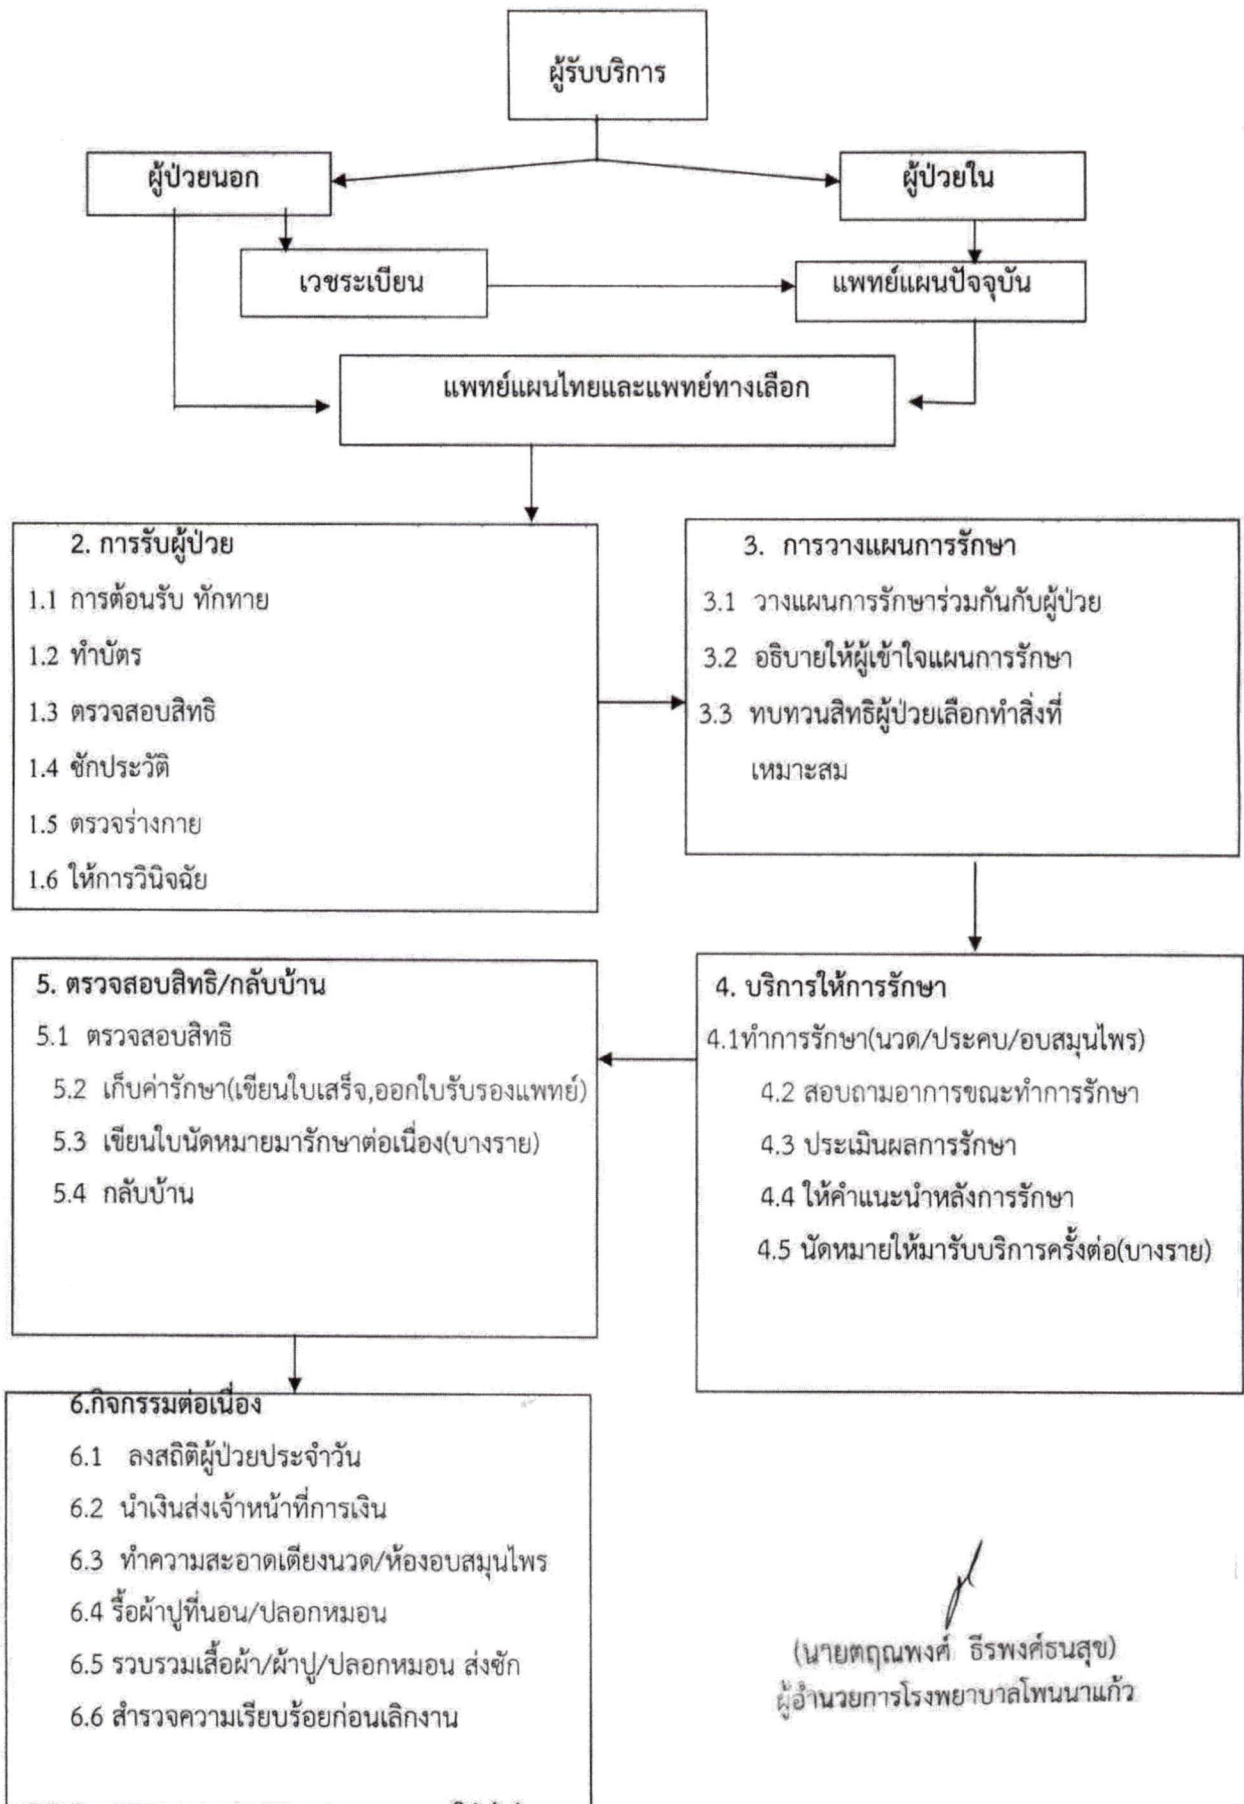 ผู้รับบริการ
ผู้ป่วยนอก
ผู้ป่วยใน
เวชระเบียน
แพทย์แผนปัจจุบัน
แพทย์แผนไทยและแพทย์ทางเลือก
2. การรับผู้ป่วย
1.1 การต้อนรับ ทักทาย
1.2 ทำบัตร
1.3 ตรวจสอบสิทธิ
1.4 ซักประวัติ
1.5 ตรวจร่างกาย
1.6 ให้การวินิจฉัย
3. การวางแผนการรักษา
3.1 วางแผนการรักษาร่วมกันกับผู้ป่วย
3.2 อธิบายให้ผู้เข้าใจแผนการรักษา
3.3 ทบทวนสิทธิผู้ป่วยเลือกทำสิ่งที่
เหมาะสม
4. บริการให้การรักษา
4.1ทำการรักษา(นวด/ประคบ/อบสมุนไพร)
4.2 สอบถามอาการขณะทำการรักษา
4.3 ประเมินผลการรักษา
4.4 ให้คำแนะนำหลังการรักษา
4.5 นัดหมายให้มารับบริการครั้งต่อ(บางราย)
5. ตรวจสอบสิทธิ/กลับบ้าน
5.1 ตรวจสอบสิทธิ
5.2 เก็บค่ารักษา(เขียนใบเสร็จ,ออกใบรับรองแพทย์)
5.3 เขียนใบนัดหมายมารักษาต่อเนื่อง(บางราย)
5.4 กลับบ้าน
6.กิจกรรมต่อเนื่อง
6.1 ลงสถิติผู้ป่วยประจำวัน
6.2 นำเงินส่งเจ้าหน้าที่การเงิน
6.3 ทำความสะอาดเตียงนวด/ห้องอบสมุนไพร
6.4 รื้อผ้าปูที่นอน/ปลอกหมอน
6.5 รวบรวมเสื้อผ้า/ผ้าปู/ปลอกหมอน ส่งซัก
6.6 สำรวจความเรียบร้อยก่อนเลิกงาน
(นายตฤณพงศ์ ธีรพงศ์ธนสุข)
ผู้อำนวยการโรงพยาบาลโพนนาแก้ว